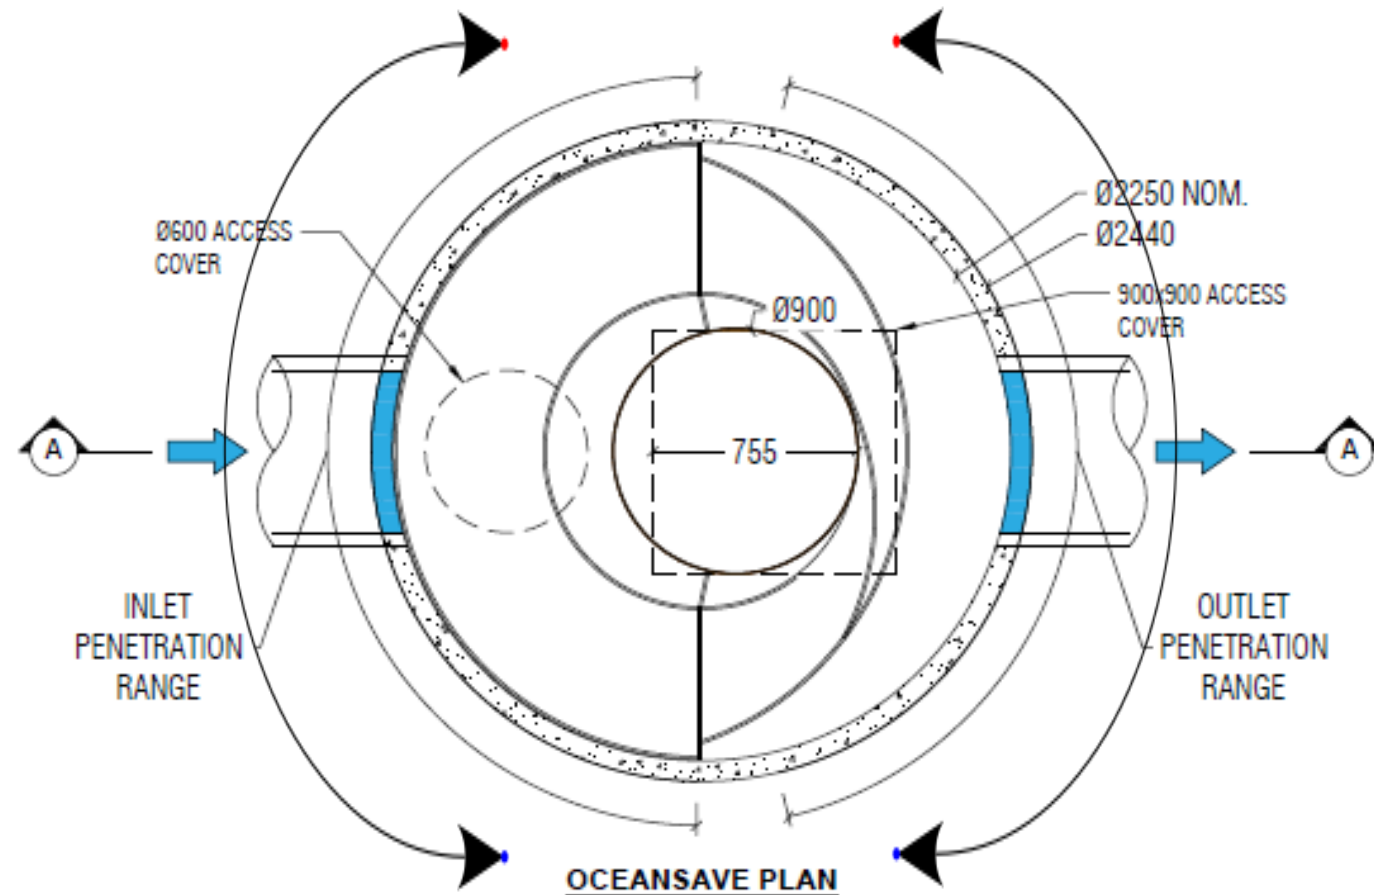 Ø2250 NOM.
Ø600 ACCESS
COVER
Ø2440
900x900 ACCESS
COVER
Ø900
A
755
A
INLET
PENETRATION
RANGE
OUTLET
PENETRATION
RANGE
OCEANSAVE PLAN